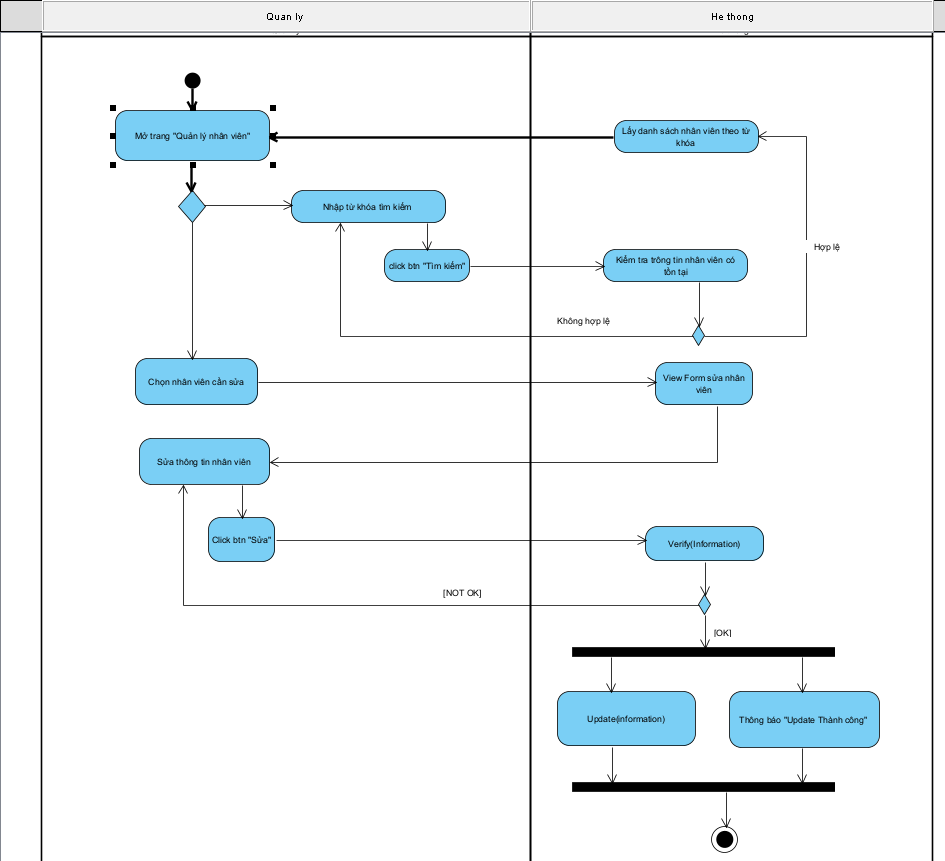 Quan ly
He thong
Mở trang "Quản lý nhân viên"
Lấy danh sách nhân viên theo từ
khóa
Nhập từ khóa tìm kiếm
Hợp lệ
click btn "Tìm kiếm"
Kiểm tra trông tin nhân viên có
tồn tại
Không hợp lệ
Chọn nhân viên cần sửa
View Form sửa nhân
viên
Sửa thông tin nhân viên
Click btn "Sửa"
Verify(Information)
[NOT OK]
[OK]
Update(information)
Thông báo "Update Thành công"